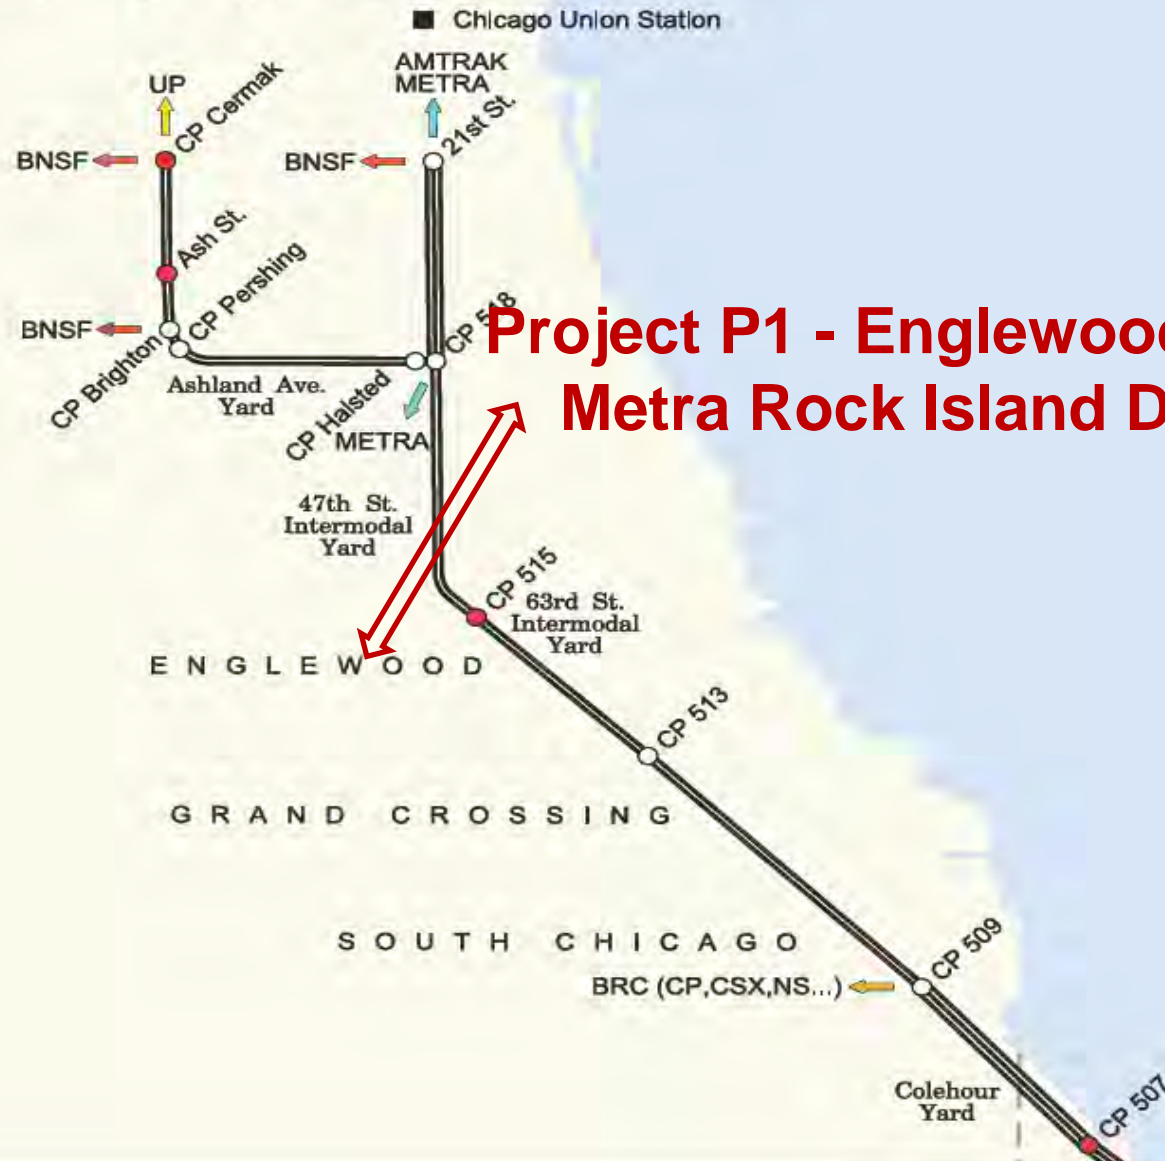 Chicago Union Station
AMTRAK
METRA
UP
CP Cermak
21st St.
BNSF
BNSF
Ash St.
CP Pershing
BNSF
CP Brighton
CP 518
Project P1 - Englewood
Metra Rock Island D
Ashland Ave.
Yard
CP Halsted
METRA
47th St.
Intermodal
Yard
CP 515
63rd St.
Intermodal
Yard
ENGLEWOOD
CP 513
GRAND CROSSING
SOUTH CHICAGO
CP 509
BRC (CP,CSX,NS...)
Colehour
Yard
CP 507